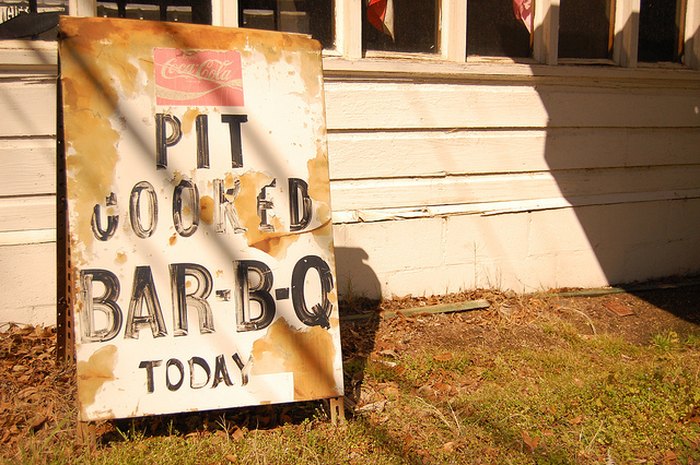 Coca-Cola
PIT
COOKED
BAR-B-Q
TODAY